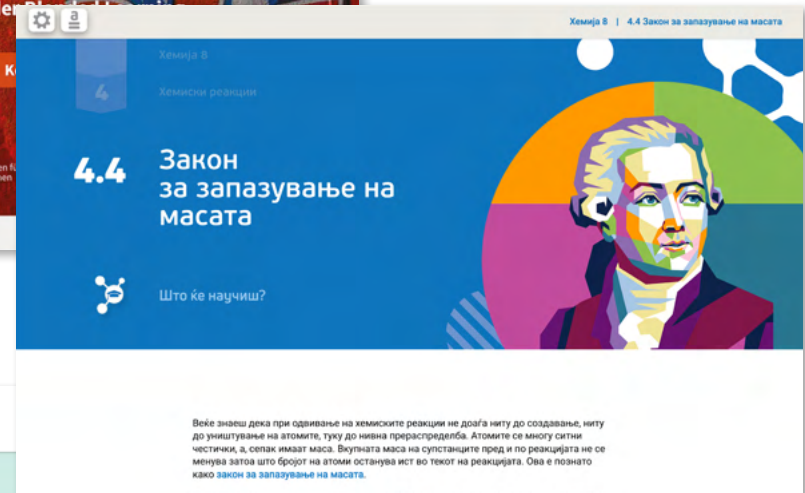 Хемија 8 | 4.4 Закон за запазување на масата
Хемија 8
4
Хемиски реакции
4.4
Закон
за запазување на
масата
Што ќе научиш?
Веќе знаеш дека при одвивање на хемиските реакции не доаѓа ниту до создавање, ниту
до уништување на атомите, туку до нивна прераспределба. Атомите се многу ситни
честички, а, сепак имаат маса. Вкупната маса на супстанците пред и по реакцијата не се
менува затоа што бројот на атоми останува ист во текот на реакцијата. Ова е познато
како закон за запазување на масата.